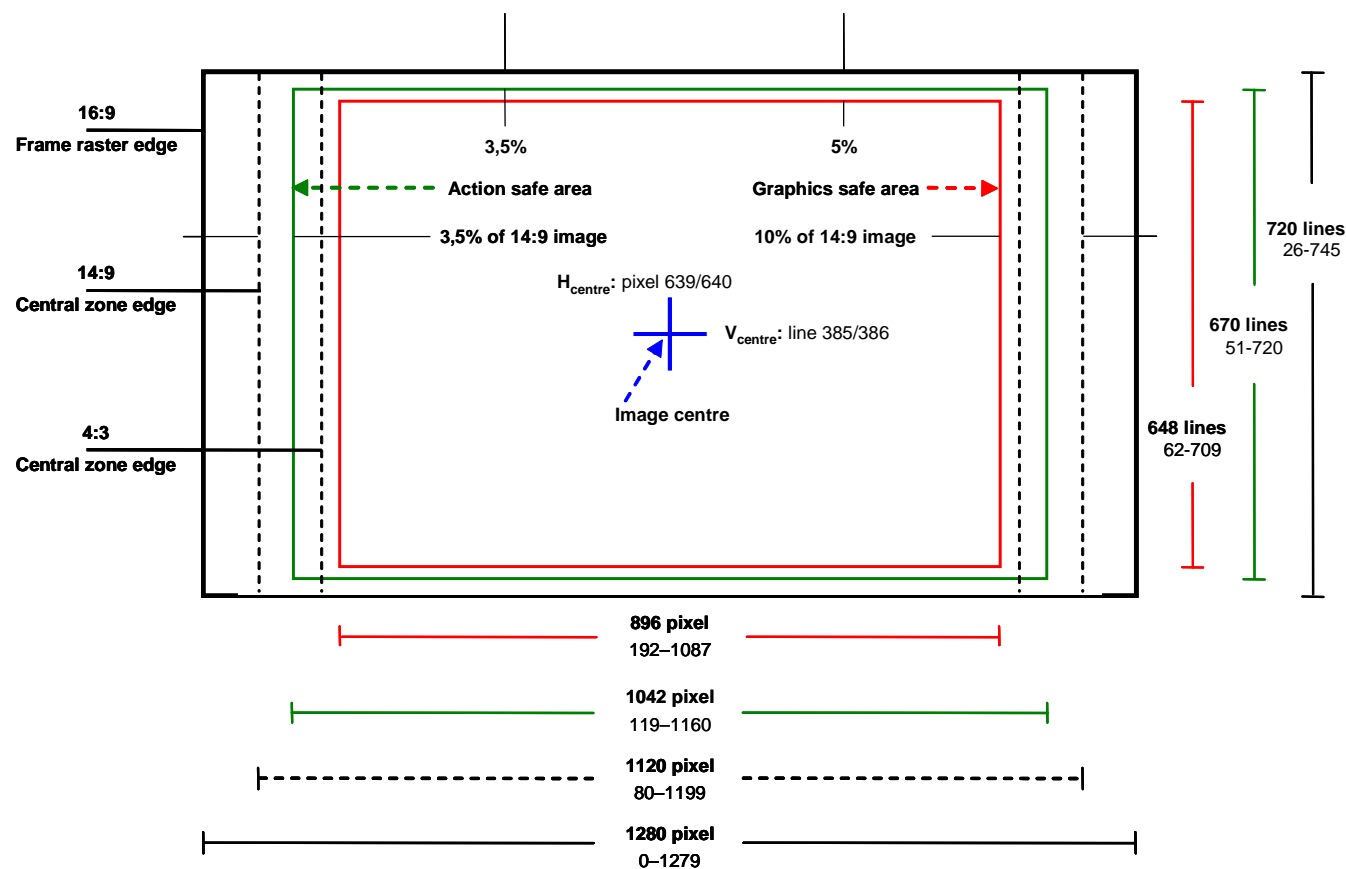 16:9
Frame raster edge
3,5%
5%
Action safe area
Graphics safe area
3,5% of 14:9 image
10% of 14:9 image
720 lines
26-745
14:9
Central zone edge
Hcentre: pixel 639/640
Vcentre: line 385/386
670 lines
51-720
Image centre
4:3
Central zone edge
648 lines
62-709
896 pixel
192–1087
1042 pixel
119–1160
1120 pixel
80–1199
1280 pixel
0–1279